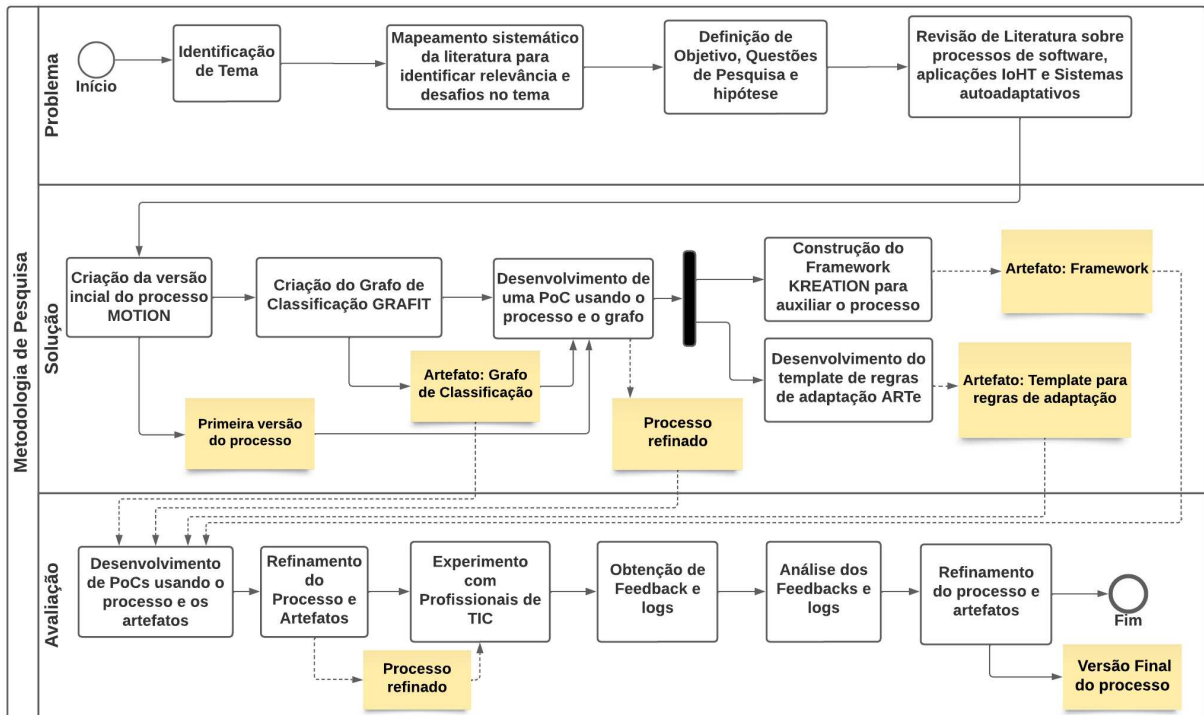 Metodologia de Pesquisa
Problema
Início
Identificação
de Tema
Mapeamento sistemático
da literatura para
identificar relevância e
desafios no tema
Definição de
Objetivo, Questões
de Pesquisa e
hipótese
Revisão de Literatura sobre
processos de software,
aplicações IoHT e Sistemas
autoadaptativos
Solução
Criação da versão
incial do processo
MOTION
Criação do Grafo de
Classificação GRAFIT
Desenvolvimento de
uma PoC usando o
processo e o grafo
Construção do
Framework
KREATION para
auxiliar o processo
Artefato: Framework
Desenvolvimento do
template de regras
de adaptação ARTe
Artefato: Template para
regras de adaptação
Artefato: Grafo
de Classificação
Primeira versão
do processo
Processo
refinado
Avaliação
Desenvolvimento
de PoCs usando o
processo e os
artefatos
Refinamento
do
Processo e
Artefatos
Experimento
com
Profissionais de
TIC
Obtenção de
Feedback e
logs
Análise dos
Feedbacks e
logs
Refinamento
do processo e
artefatos
Fim
Processo
refinado
Versão Final
do processo